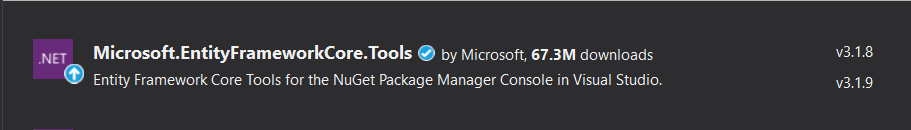 .NET
Microsoft.EntityFrameworkCore.Tools by Microsoft, 67.3M downloads v3.1.8
Entity Framework Core Tools for the NuGet Package Manager Console in Visual Studio. v3.1.9